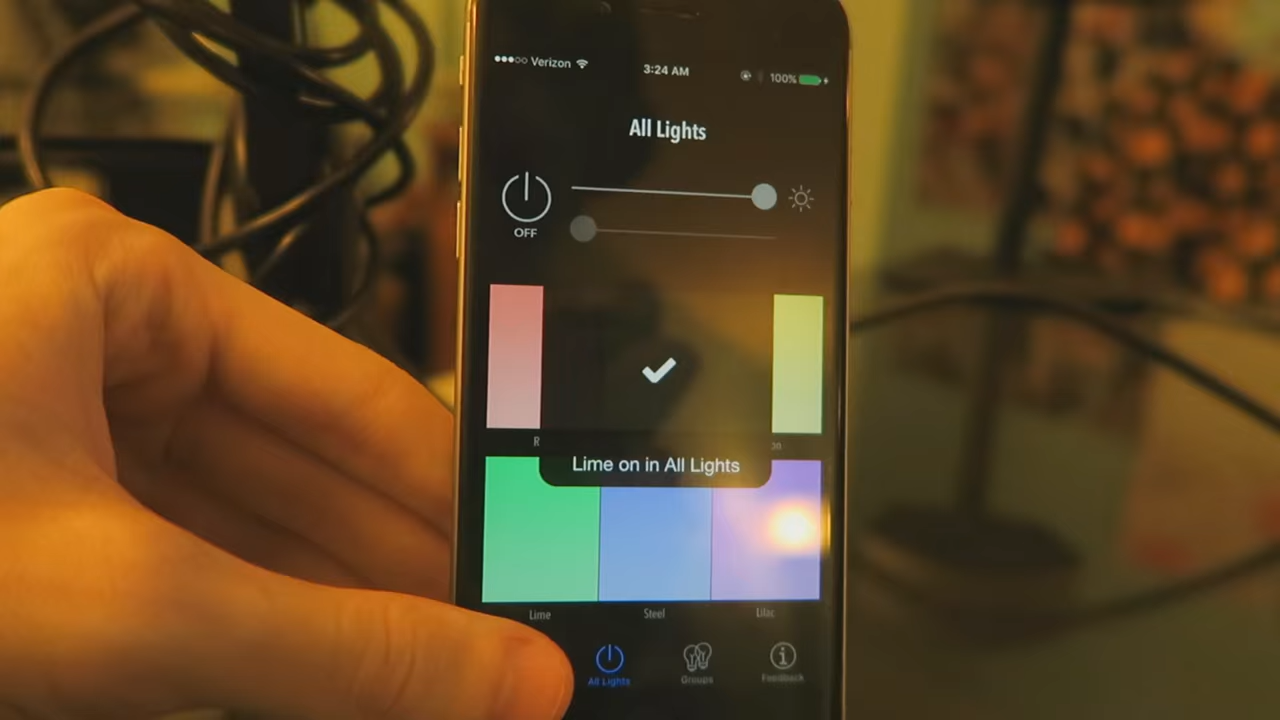 Verizon 3:24 AM 100%
All Lights
OFF
R
on
Lime on in All Lights
Lime Steel Lilac
All Lights Groups Feedback